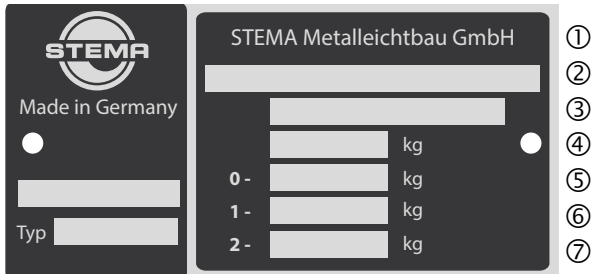 STEMA
Made in Germany
Typ
STEMA Metalleichtbau GmbH ①
②
③
kg ④
0 - kg ⑤
1 - kg ⑥
2 - kg ⑦